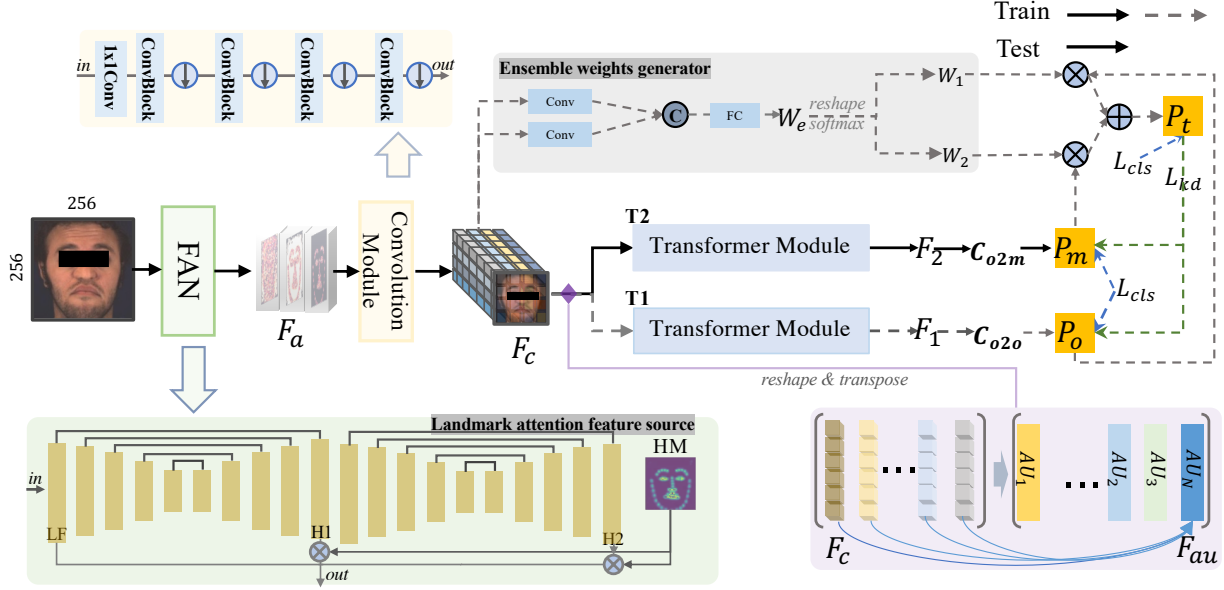 Train
Test
in
1x1Conv
ConvBlock
ConvBlock
ConvBlock
ConvBlock
out
Ensemble weights generator
Conv
Conv
C
FC
W_e
reshape
softmax
W_1
W_2
P_t
L_cls
L_kd
256
256
FAN
F_a
Convolution
Module
F_c
T2
Transformer Module
F_2
C_o2m
P_m
L_cls
T1
Transformer Module
F_1
C_o2o
P_o
reshape & transpose
Landmark attention feature source
HM
in
LF
H1
H2
out
AU_1
AU_2
AU_3
AU_N
F_c
F_au